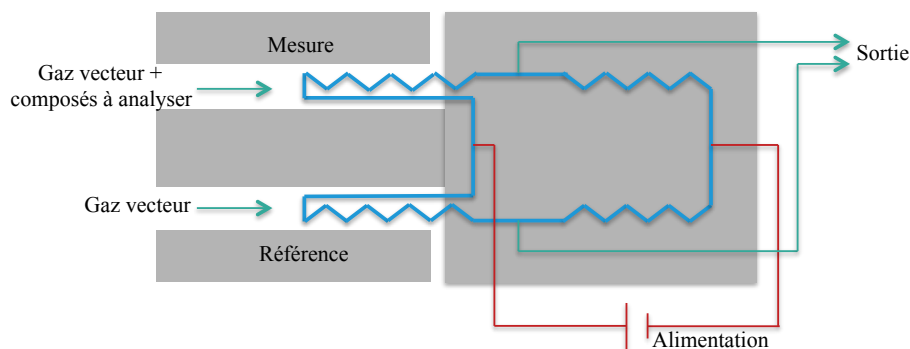 Mesure
Gaz vecteur +
composés à analyser
Sortie
Gaz vecteur
Référence
Alimentation